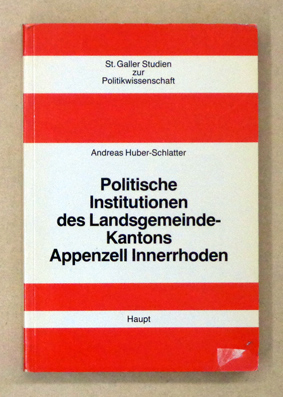 St. Galler Studien
zur
Politikwissenschaft
Andreas Huber-Schlatter
Politische
Institutionen
des Landsgemeinde-
Kantons
Appenzell Innerrhoden
Haupt